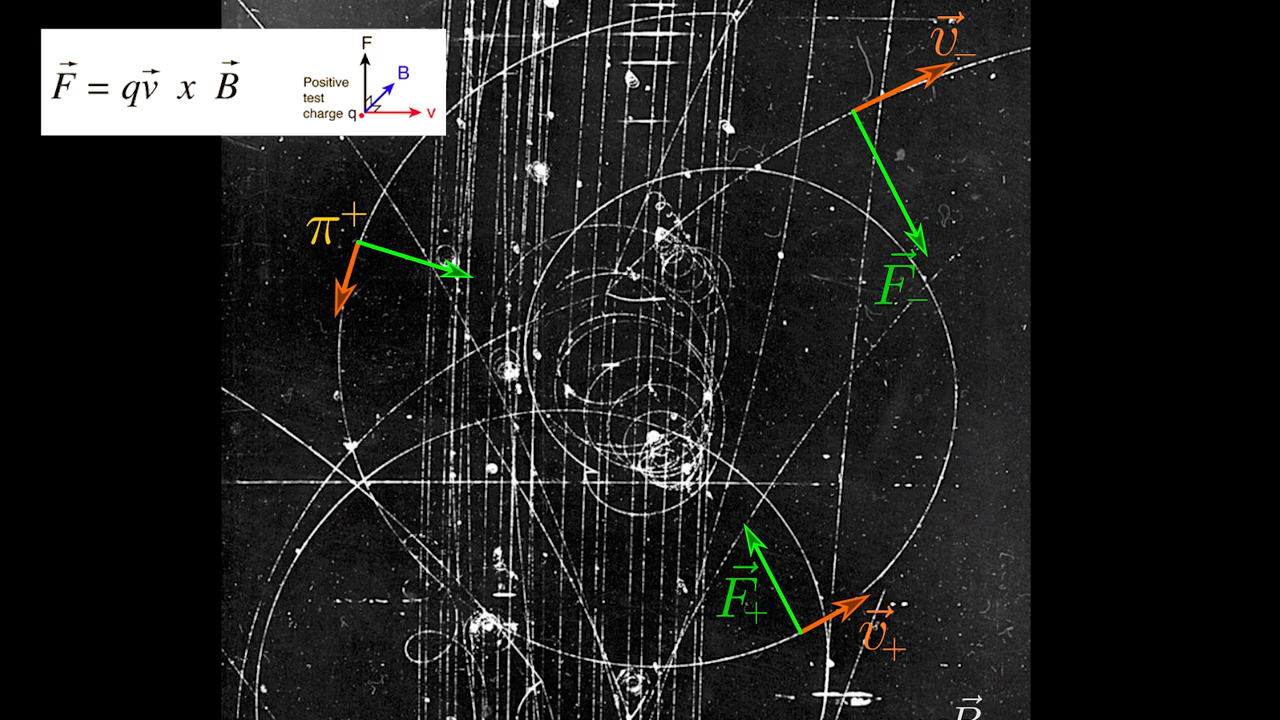 F⃗ = qv⃗ x B⃗
F
B
Positive
test
charge q
v
v⃗₋
π⁺
F⃗₋
F⃗₊
v⃗₊
B⃗